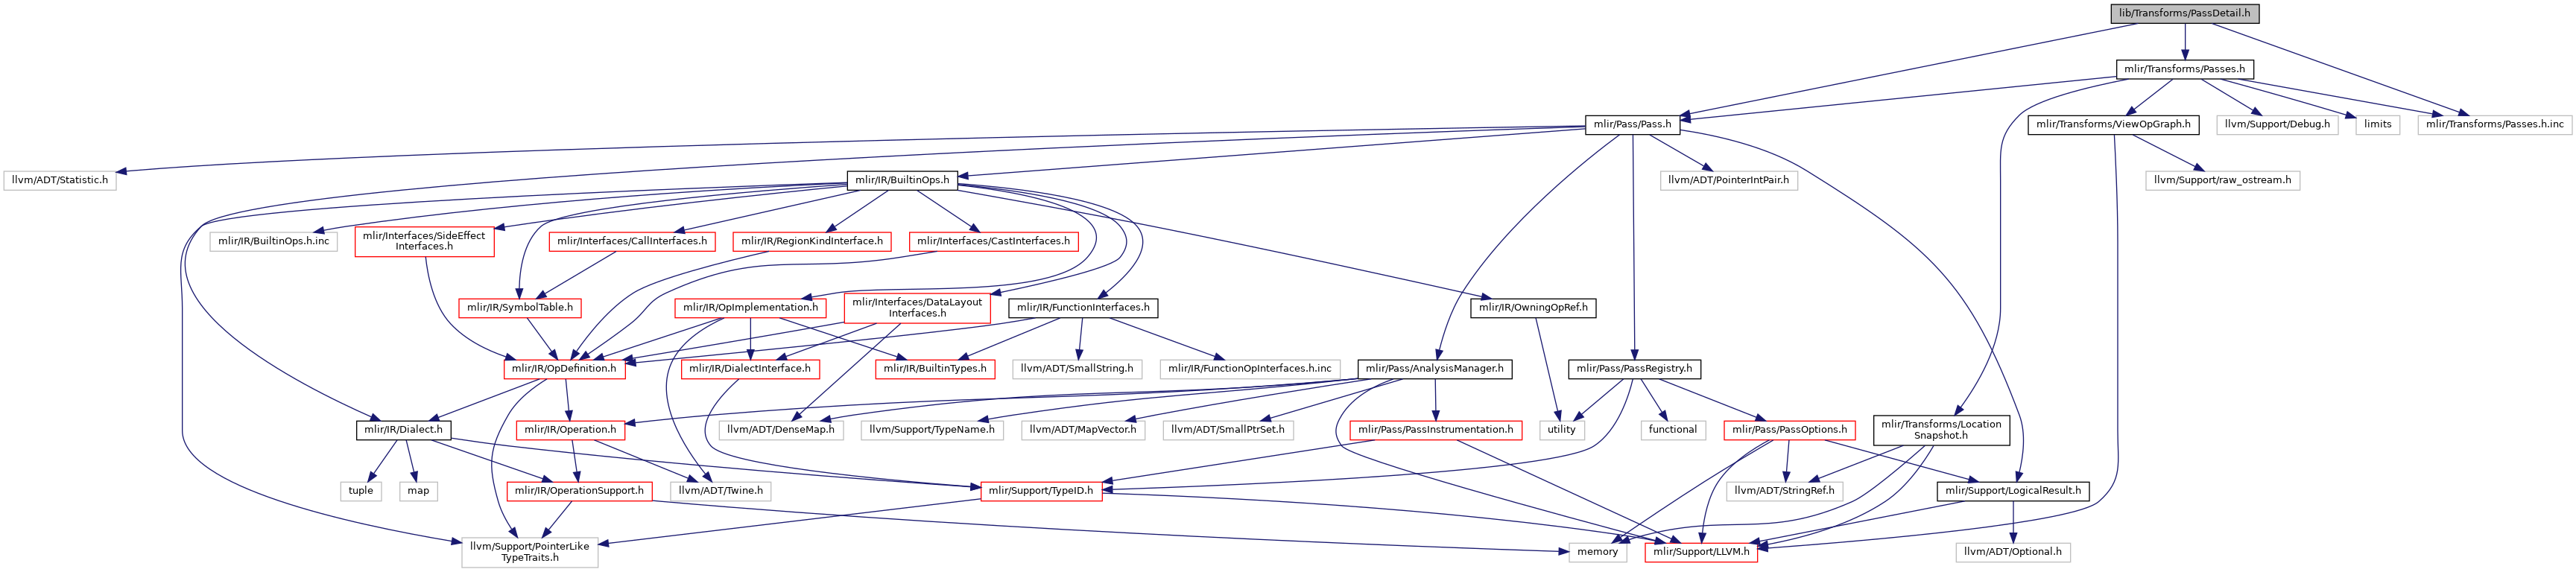 lib/Transforms/PassDetail.h
mlir/Transforms/Passes.h
mlir/Pass/Pass.h
mlir/Transforms/ViewOpGraph.h
llvm/Support/Debug.h
limits
mlir/Transforms/Passes.h.inc
llvm/ADT/Statistic.h
mlir/IR/BuiltinOps.h
llvm/ADT/PointerIntPair.h
llvm/Support/raw_ostream.h
mlir/IR/BuiltinOps.h.inc
mlir/Interfaces/SideEffect
Interfaces.h
mlir/Interfaces/CallInterfaces.h
mlir/IR/RegionKindInterface.h
mlir/Interfaces/CastInterfaces.h
mlir/IR/SymbolTable.h
mlir/IR/OpImplementation.h
mlir/Interfaces/DataLayout
Interfaces.h
mlir/IR/FunctionInterfaces.h
mlir/IR/OwningOpRef.h
mlir/IR/OpDefinition.h
mlir/IR/DialectInterface.h
mlir/IR/BuiltinTypes.h
llvm/ADT/SmallString.h
mlir/IR/FunctionOpInterfaces.h.inc
mlir/Pass/AnalysisManager.h
mlir/Pass/PassRegistry.h
mlir/IR/Dialect.h
mlir/IR/Operation.h
llvm/ADT/DenseMap.h
llvm/Support/TypeName.h
llvm/ADT/MapVector.h
llvm/ADT/SmallPtrSet.h
mlir/Pass/PassInstrumentation.h
utility
functional
mlir/Pass/PassOptions.h
mlir/Transforms/Location
Snapshot.h
tuple
map
mlir/IR/OperationSupport.h
llvm/ADT/Twine.h
mlir/Support/TypeID.h
llvm/ADT/StringRef.h
mlir/Support/LogicalResult.h
llvm/Support/PointerLike
TypeTraits.h
memory
mlir/Support/LLVM.h
llvm/ADT/Optional.h